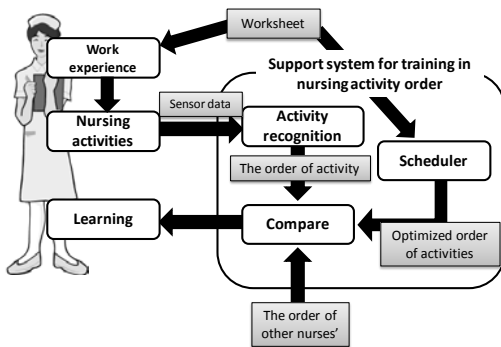 Worksheet
Work
experience
Support system for training in
nursing activity order
Sensor data
Nursing
activities
Activity
recognition
The order of activity
Scheduler
Learning
Compare
Optimized order
of activities
The order of
other nurses’